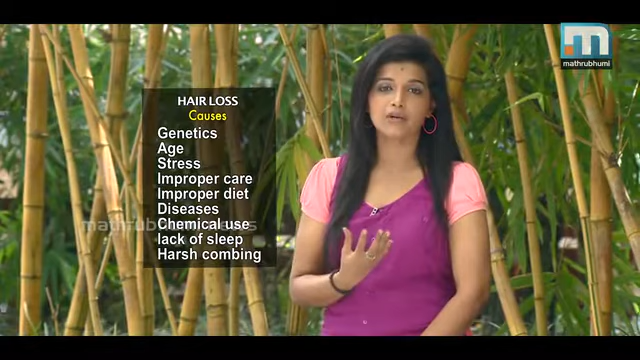 mathrubhumi
HAIR LOSS
Causes
Genetics
Age
Stress
Improper care
Improper diet
Diseases
Chemical use
lack of sleep
Harsh combing